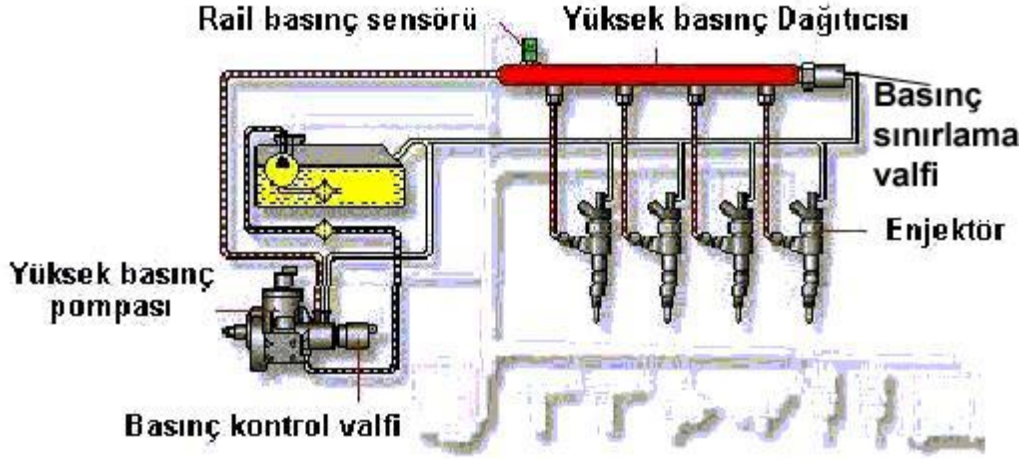 Rail basınç sensörü
Yüksek basınç Dağıtıcısı
Basınç
sınırlama
valfi
Enjektör
Yüksek basınç
pompası
Basınç kontrol valfi